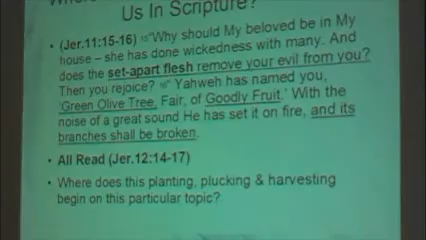 Us In Scripture?
• (Jer.11:15-16) 15"Why should My beloved be in My
house – she has done wickedness with many. And
does the set-apart flesh remove your evil from you?
Then you rejoice? 16" Yahweh has named you,
'Green Olive Tree, Fair, of Goodly Fruit.' With the
noise of a great sound He has set it on fire, and its
branches shall be broken.
• All Read (Jer.12:14-17)
• Where does this planting, plucking & harvesting
begin on this particular topic?